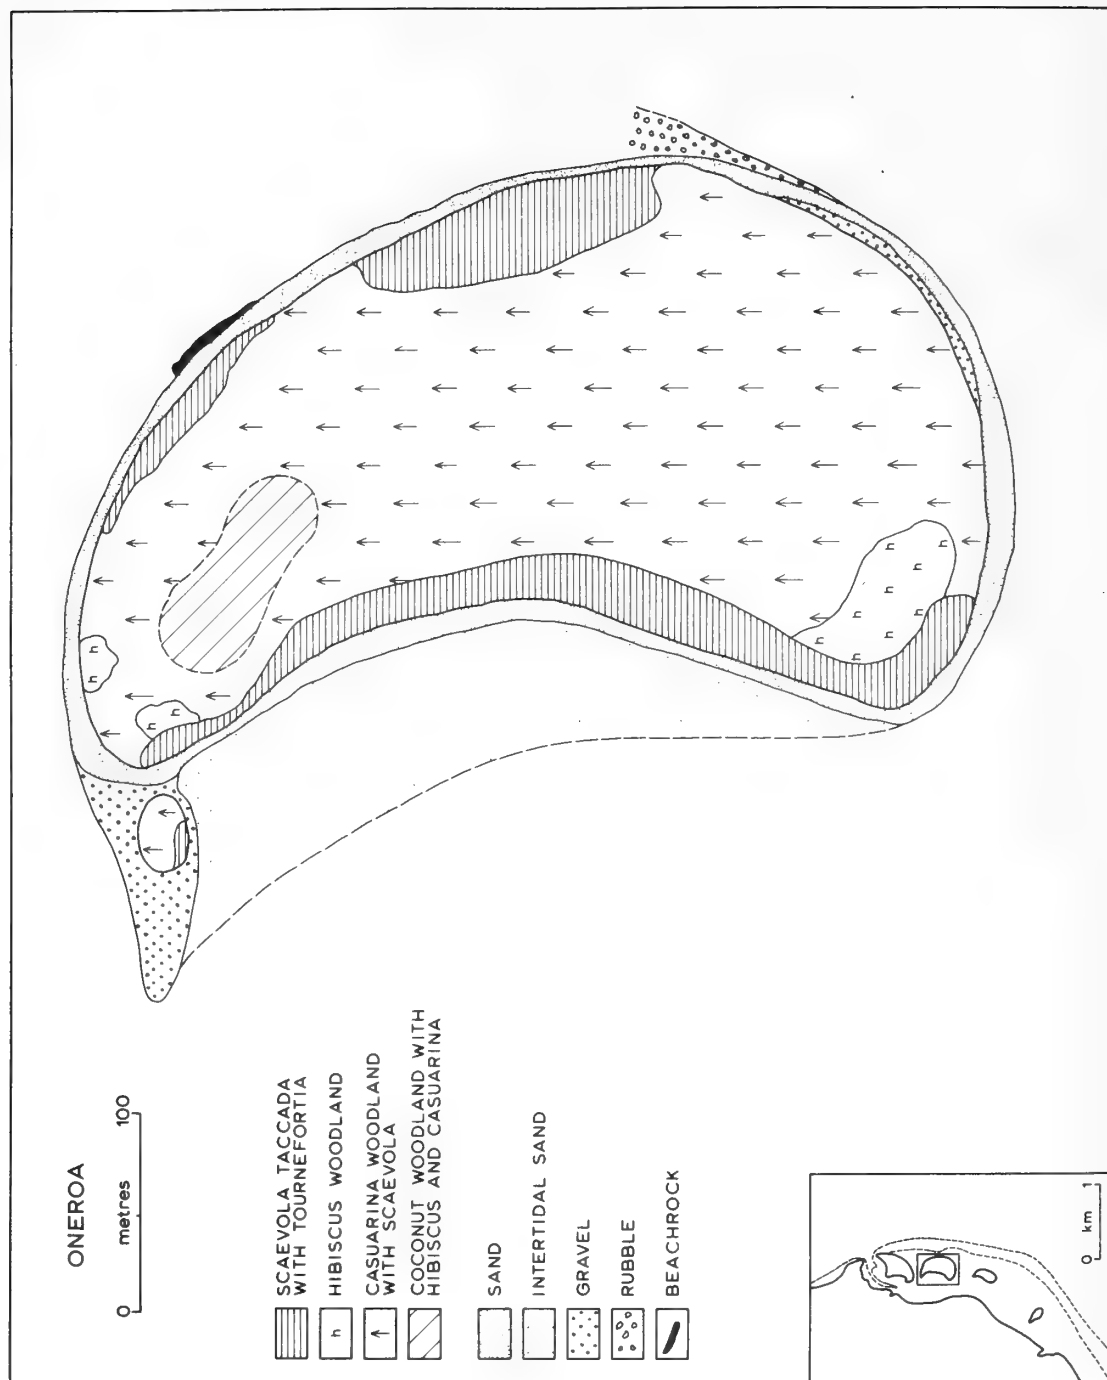 ONEROA
0 100
metres
SCAEVOLA TACCADA
WITH TOURNEFORTIA
h HIBISCUS WOODLAND
CASUARINA WOODLAND
WITH SCAEVOLA
COCONUT WOODLAND WITH
HIBISCUS AND CASUARINA
SAND
INTERTIDAL SAND
GRAVEL
RUBBLE
BEACHROCK
h
h
h
h
h
h
h
h
h
h
h
0 km 1